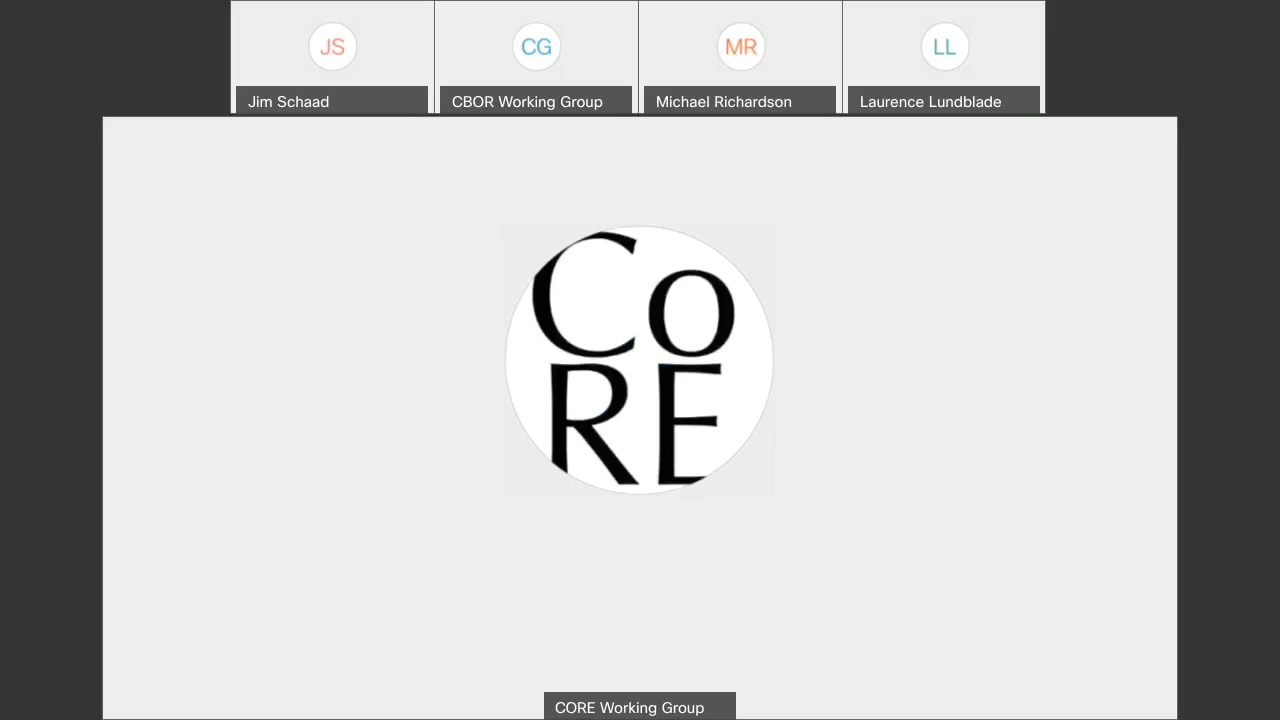 JS
CG
MR
LL
Jim Schaad
CBOR Working Group
Michael Richardson
Laurence Lundblade
Co
RE
CORE Working Group